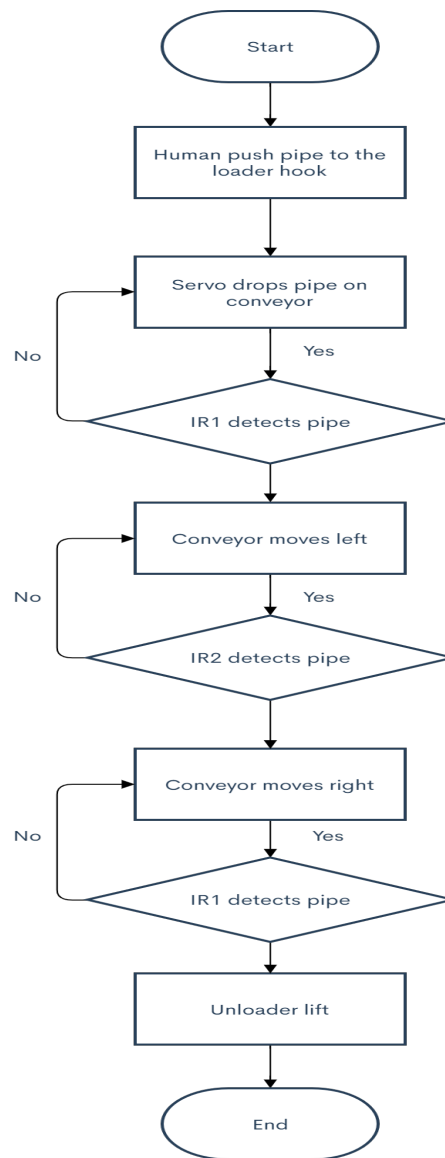 Start
Human push pipe to the
loader hook
Servo drops pipe on
conveyor
Yes
No
IR1 detects pipe
Conveyor moves left
No
Yes
IR2 detects pipe
Conveyor moves right
No
Yes
IR1 detects pipe
Unloader lift
End